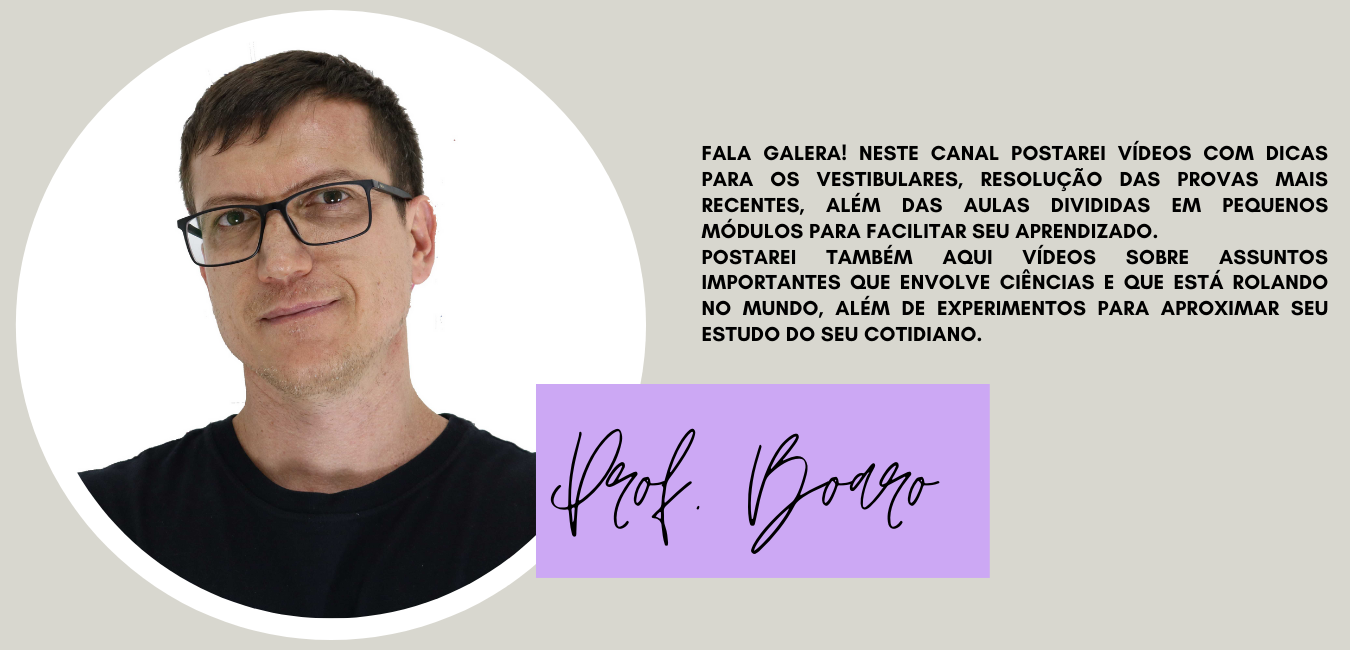 FALA GALERA! NESTE CANAL POSTAREI VÍDEOS COM DICAS
PARA OS VESTIBULARES, RESOLUÇÃO DAS PROVAS MAIS
RECENTES, ALÉM DAS AULAS DIVIDIDAS EM PEQUENOS
MÓDULOS PARA FACILITAR SEU APRENDIZADO.
POSTAREI TAMBÉM AQUI VÍDEOS SOBRE ASSUNTOS
IMPORTANTES QUE ENVOLVE CIÊNCIAS E QUE ESTÁ ROLANDO
NO MUNDO, ALÉM DE EXPERIMENTOS PARA APROXIMAR SEU
ESTUDO DO SEU COTIDIANO.
Prof. Boaro